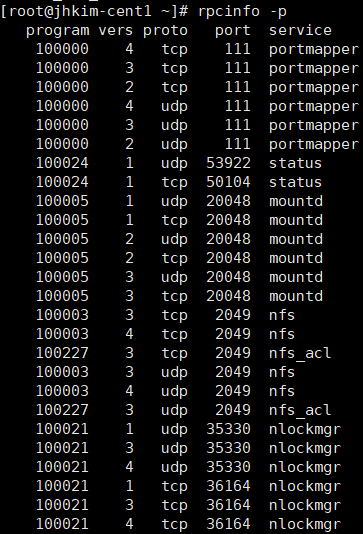 [root@jhkim-cent1 ~]# rpcinfo -p
program vers proto port service
100000 4 tcp 111 portmapper
100000 3 tcp 111 portmapper
100000 2 tcp 111 portmapper
100000 4 udp 111 portmapper
100000 3 udp 111 portmapper
100000 2 udp 111 portmapper
100024 1 udp 53922 status
100024 1 tcp 50104 status
100005 1 udp 20048 mountd
100005 1 tcp 20048 mountd
100005 2 udp 20048 mountd
100005 2 tcp 20048 mountd
100005 3 udp 20048 mountd
100005 3 tcp 20048 mountd
100003 3 tcp 2049 nfs
100003 4 tcp 2049 nfs
100227 3 tcp 2049 nfs_acl
100003 3 udp 2049 nfs
100003 4 udp 2049 nfs
100227 3 udp 2049 nfs_acl
100021 1 udp 35330 nlockmgr
100021 3 udp 35330 nlockmgr
100021 4 udp 35330 nlockmgr
100021 1 tcp 36164 nlockmgr
100021 3 tcp 36164 nlockmgr
100021 4 tcp 36164 nlockmgr